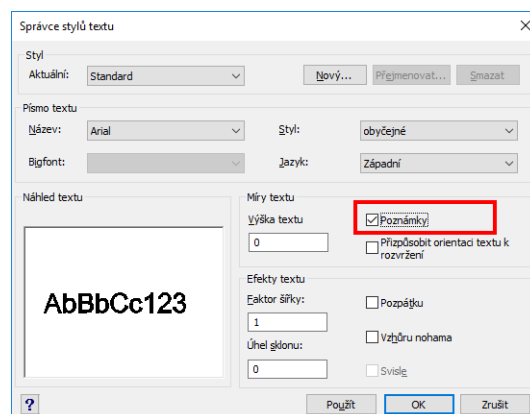 Správce stylů textu
Styl
Aktuální: Standard Nový... Přejmenovat... Smazat
Písmo textu
Název: Arial Styl: obyčejné
Bigfont: Jazyk: Západní
Náhled textu
AbBbCc123
Míry textu
Výška textu Poznámky
0 Přizpůsobit orientaci textu k
rozvržení
Efekty textu
Faktor šířky: Pozpátku
1
Úhel sklonu: Vzhůru nohama
0 Svisle
? Použít OK Zrušit